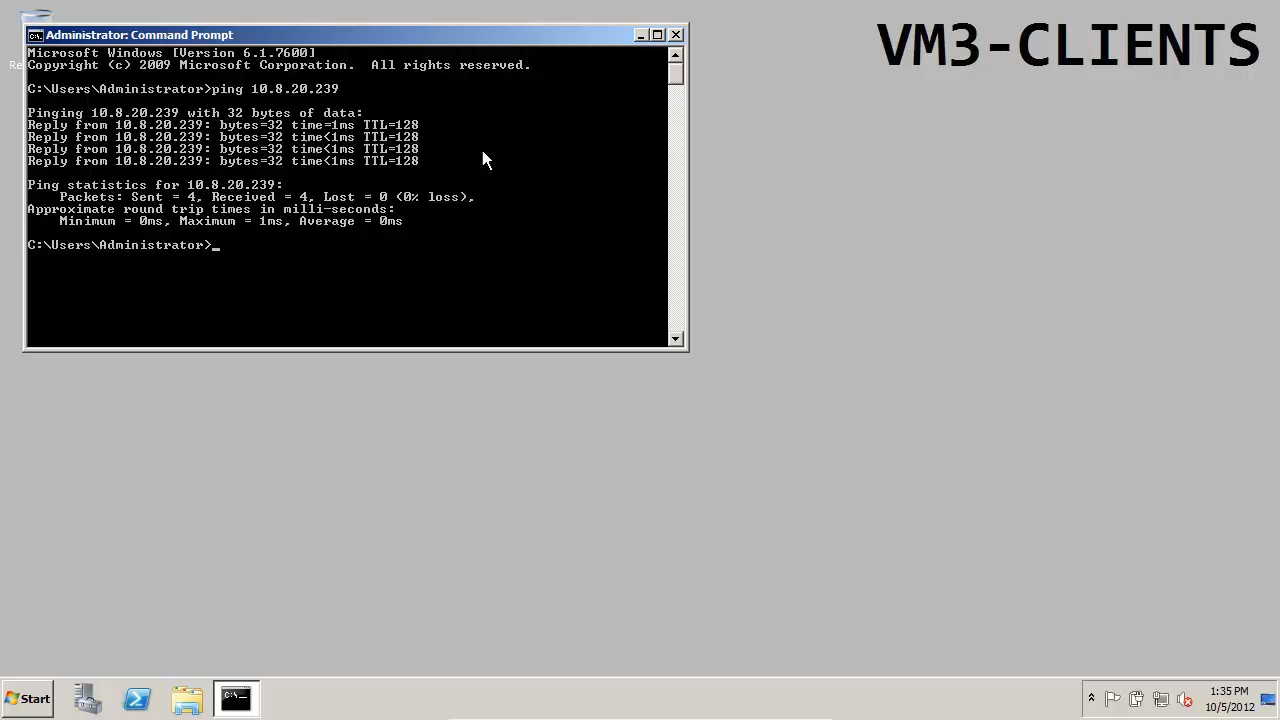 VM3-CLIENTS
Administrator: Command Prompt
Microsoft Windows [Version 6.1.7600]
Copyright (c) 2009 Microsoft Corporation.  All rights reserved.
C:\Users\Administrator>ping 10.8.20.239
Pinging 10.8.20.239 with 32 bytes of data:
Reply from 10.8.20.239: bytes=32 time=1ms TTL=128
Reply from 10.8.20.239: bytes=32 time<1ms TTL=128
Reply from 10.8.20.239: bytes=32 time<1ms TTL=128
Reply from 10.8.20.239: bytes=32 time<1ms TTL=128
Ping statistics for 10.8.20.239:
Packets: Sent = 4, Received = 4, Lost = 0 (0% loss),
Approximate round trip times in milli-seconds:
Minimum = 0ms, Maximum = 1ms, Average = 0ms
C:\Users\Administrator>_
Start
1:35 PM
10/5/2012